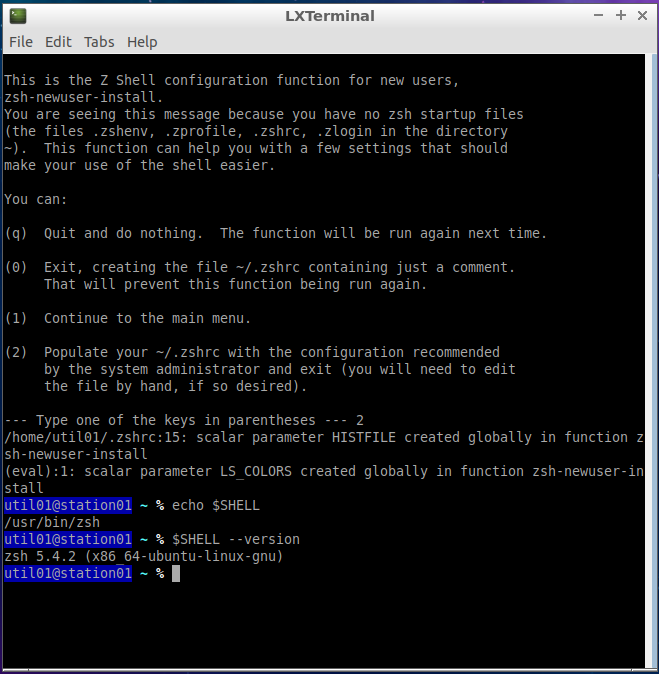 LXTerminal
File Edit Tabs Help
This is the Z Shell configuration function for new users,
zsh-newuser-install.
You are seeing this message because you have no zsh startup files
(the files .zshenv, .zprofile, .zshrc, .zlogin in the directory
~).  This function can help you with a few settings that should
make your use of the shell easier.
You can:
(q)  Quit and do nothing.  The function will be run again next time.
(0)  Exit, creating the file ~/.zshrc containing just a comment.
     That will prevent this function being run again.
(1)  Continue to the main menu.
(2)  Populate your ~/.zshrc with the configuration recommended
     by the system administrator and exit (you will need to edit
     the file by hand, if so desired).
--- Type one of the keys in parentheses --- 2
/home/util01/.zshrc:15: scalar parameter HISTFILE created globally in function z
sh-newuser-install
(eval):1: scalar parameter LS_COLORS created globally in function zsh-newuser-in
stall
util01@station01 ~ % echo $SHELL
/usr/bin/zsh
util01@station01 ~ % $SHELL --version
zsh 5.4.2 (x86_64-ubuntu-linux-gnu)
util01@station01 ~ %